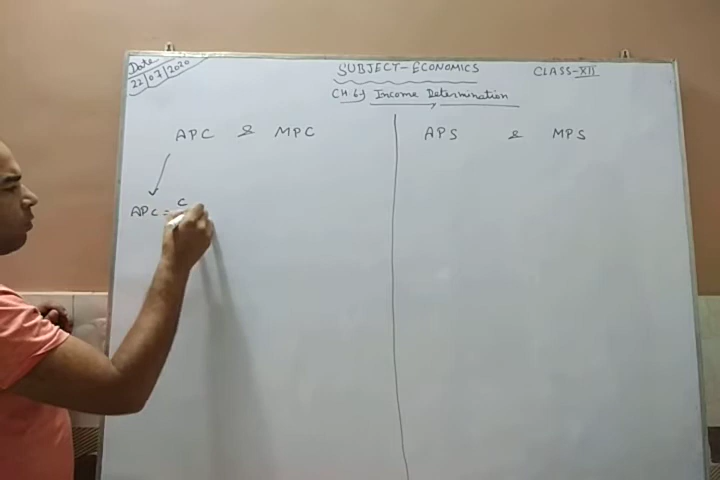 Date
22/07/2020
SUBJECT-ECONOMICS
CLASS-XII
CH 6:) Income Determination
APC & MPC
APS & MPS
APC = C